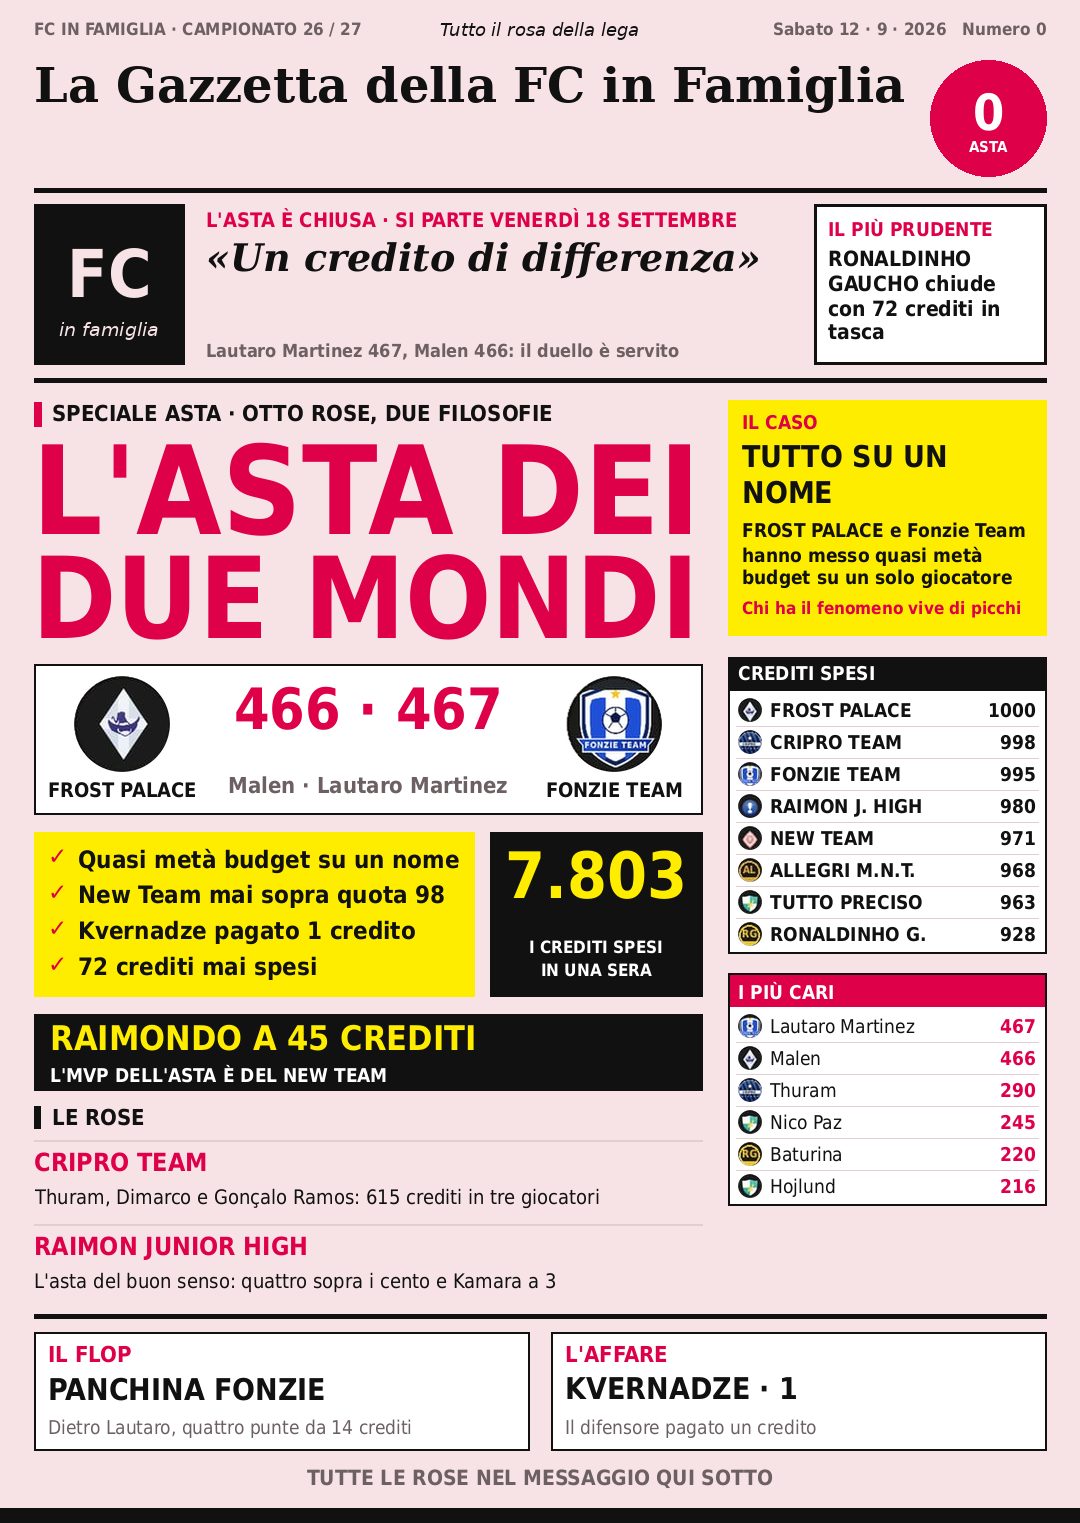 FC IN FAMIGLIA · CAMPIONATO 26 / 27
Tutto il rosa della lega
Sabato 12 · 9 · 2026 Numero 0
La Gazzetta della FC in Famiglia
0
ASTA
FC
in famiglia
L'ASTA È CHIUSA · SI PARTE VENERDÌ 18 SETTEMBRE
«Un credito di differenza»
Lautaro Martinez 467, Malen 466: il duello è servito
IL PIÙ PRUDENTE
RONALDINHO
GAUCHO chiude
con 72 crediti in
tasca
SPECIALE ASTA · OTTO ROSE, DUE FILOSOFIE
L'ASTA DEI
DUE MONDI
IL CASO
TUTTO SU UN
NOME
FROST PALACE e Fonzie Team
hanno messo quasi metà
budget su un solo giocatore
Chi ha il fenomeno vive di picchi
FROST PALACE
466 · 467
Malen · Lautaro Martinez
FONZIE TEAM
FONZIE TEAM
✓ Quasi metà budget su un nome
✓ New Team mai sopra quota 98
✓ Kvernadze pagato 1 credito
✓ 72 crediti mai spesi
7.803
I CREDITI SPESI
IN UNA SERA
RAIMONDO A 45 CREDITI
L'MVP DELL'ASTA È DEL NEW TEAM
LE ROSE
CRIPRO TEAM
Thuram, Dimarco e Gonçalo Ramos: 615 crediti in tre giocatori
RAIMON JUNIOR HIGH
L'asta del buon senso: quattro sopra i cento e Kamara a 3
CREDITI SPESI
FROST PALACE 1000
CRIPRO TEAM 998
FONZIE TEAM 995
RAIMON J. HIGH 980
NEW TEAM 971
AL ALLEGRI M.N.T. 968
TUTTO PRECISO 963
RG RONALDINHO G. 928
I PIÙ CARI
Lautaro Martinez 467
Malen 466
Thuram 290
Nico Paz 245
RG Baturina 220
Hojlund 216
IL FLOP
PANCHINA FONZIE
Dietro Lautaro, quattro punte da 14 crediti
L'AFFARE
KVERNADZE · 1
Il difensore pagato un credito
TUTTE LE ROSE NEL MESSAGGIO QUI SOTTO